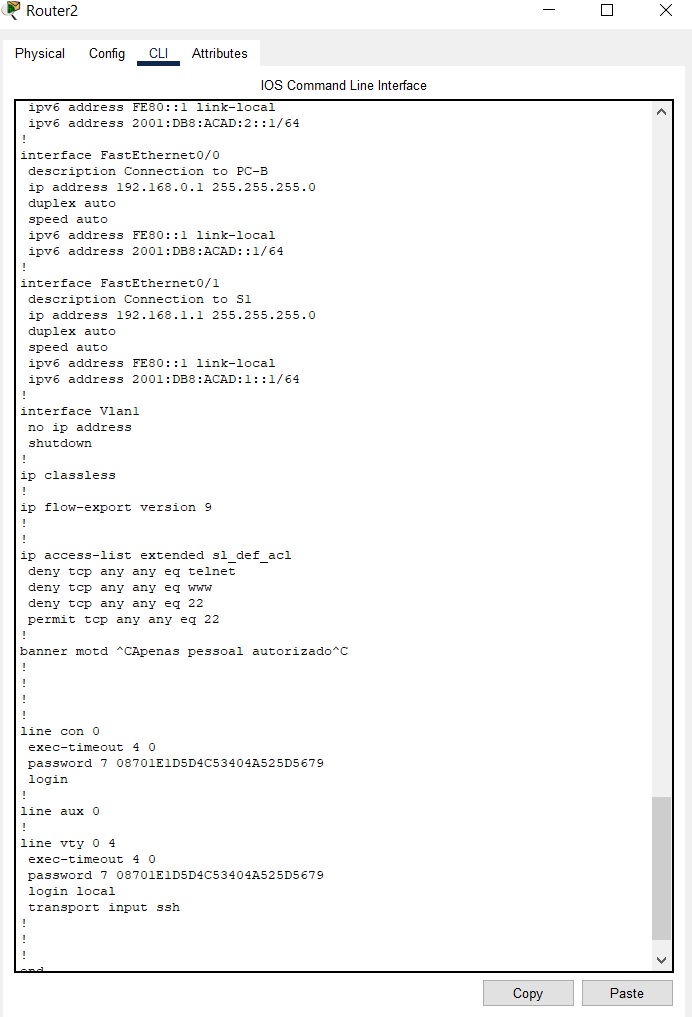 Router2
Physical Config CLI Attributes
IOS Command Line Interface
ipv6 address FE80::1 link-local
ipv6 address 2001:DB8:ACAD:2::1/64
!
interface FastEthernet0/0
description Connection to PC-B
ip address 192.168.0.1 255.255.255.0
duplex auto
speed auto
ipv6 address FE80::1 link-local
ipv6 address 2001:DB8:ACAD::1/64
!
interface FastEthernet0/1
description Connection to S1
ip address 192.168.1.1 255.255.255.0
duplex auto
speed auto
ipv6 address FE80::1 link-local
ipv6 address 2001:DB8:ACAD:1::1/64
!
interface Vlan1
no ip address
shutdown
!
ip classless
!
ip flow-export version 9
!
!
ip access-list extended sl_def_acl
deny tcp any any eq telnet
deny tcp any any eq www
deny tcp any any eq 22
permit tcp any any eq 22
!
banner motd ^CApenas pessoal autorizado^C
!
!
!
!
line con 0
exec-timeout 4 0
password 7 08701E1D5D4C53404A525D5679
login
!
line aux 0
!
line vty 0 4
exec-timeout 4 0
password 7 08701E1D5D4C53404A525D5679
login local
transport input ssh
!
!
!
end
Copy Paste